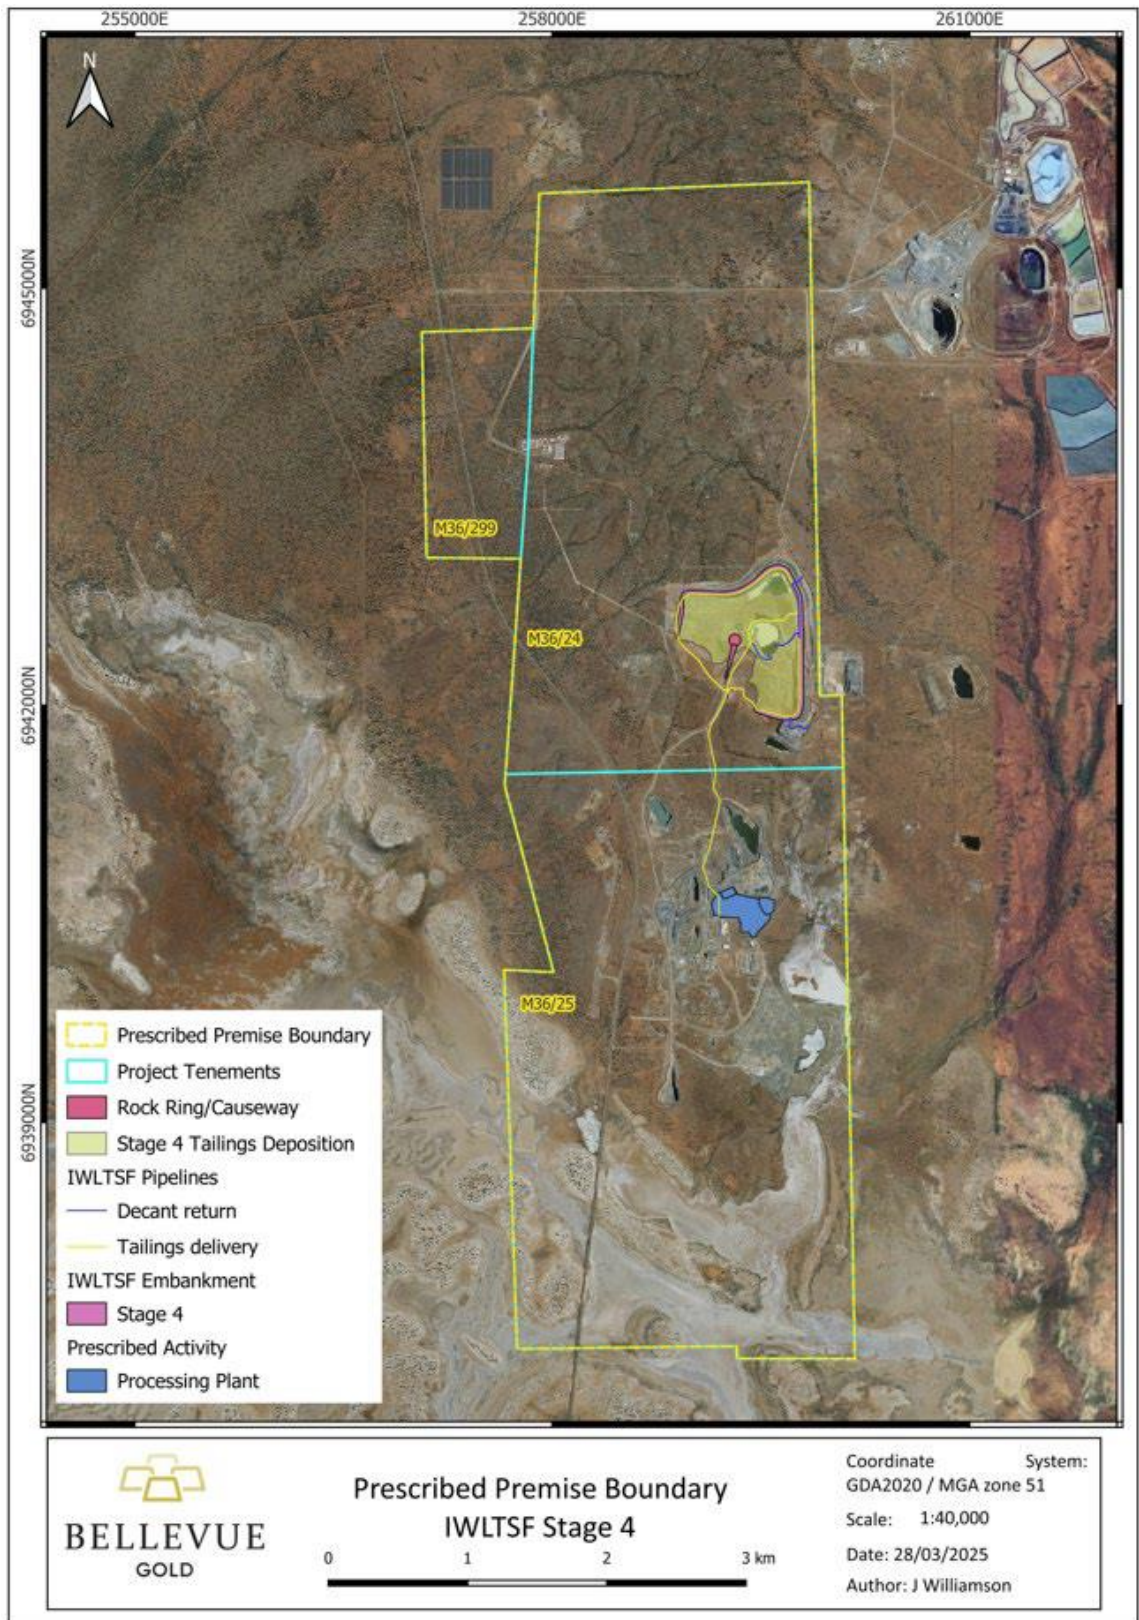 255000E 258000E 261000E
N
6945000N
6942000N
6939000N
M36/299
M36/24
M36/25
Prescribed Premise Boundary
Project Tenements
Rock Ring/Causeway
Stage 4 Tailings Deposition
IWLTSF Pipelines
Decant return
Tailings delivery
IWLTSF Embankment
Stage 4
Prescribed Activity
Processing Plant
BELLEVUE
GOLD
Prescribed Premise Boundary
IWLTSF Stage 4
0 1 2 3 km
Coordinate System:
GDA2020 / MGA zone 51
Scale: 1:40,000
Date: 28/03/2025
Author: J Williamson